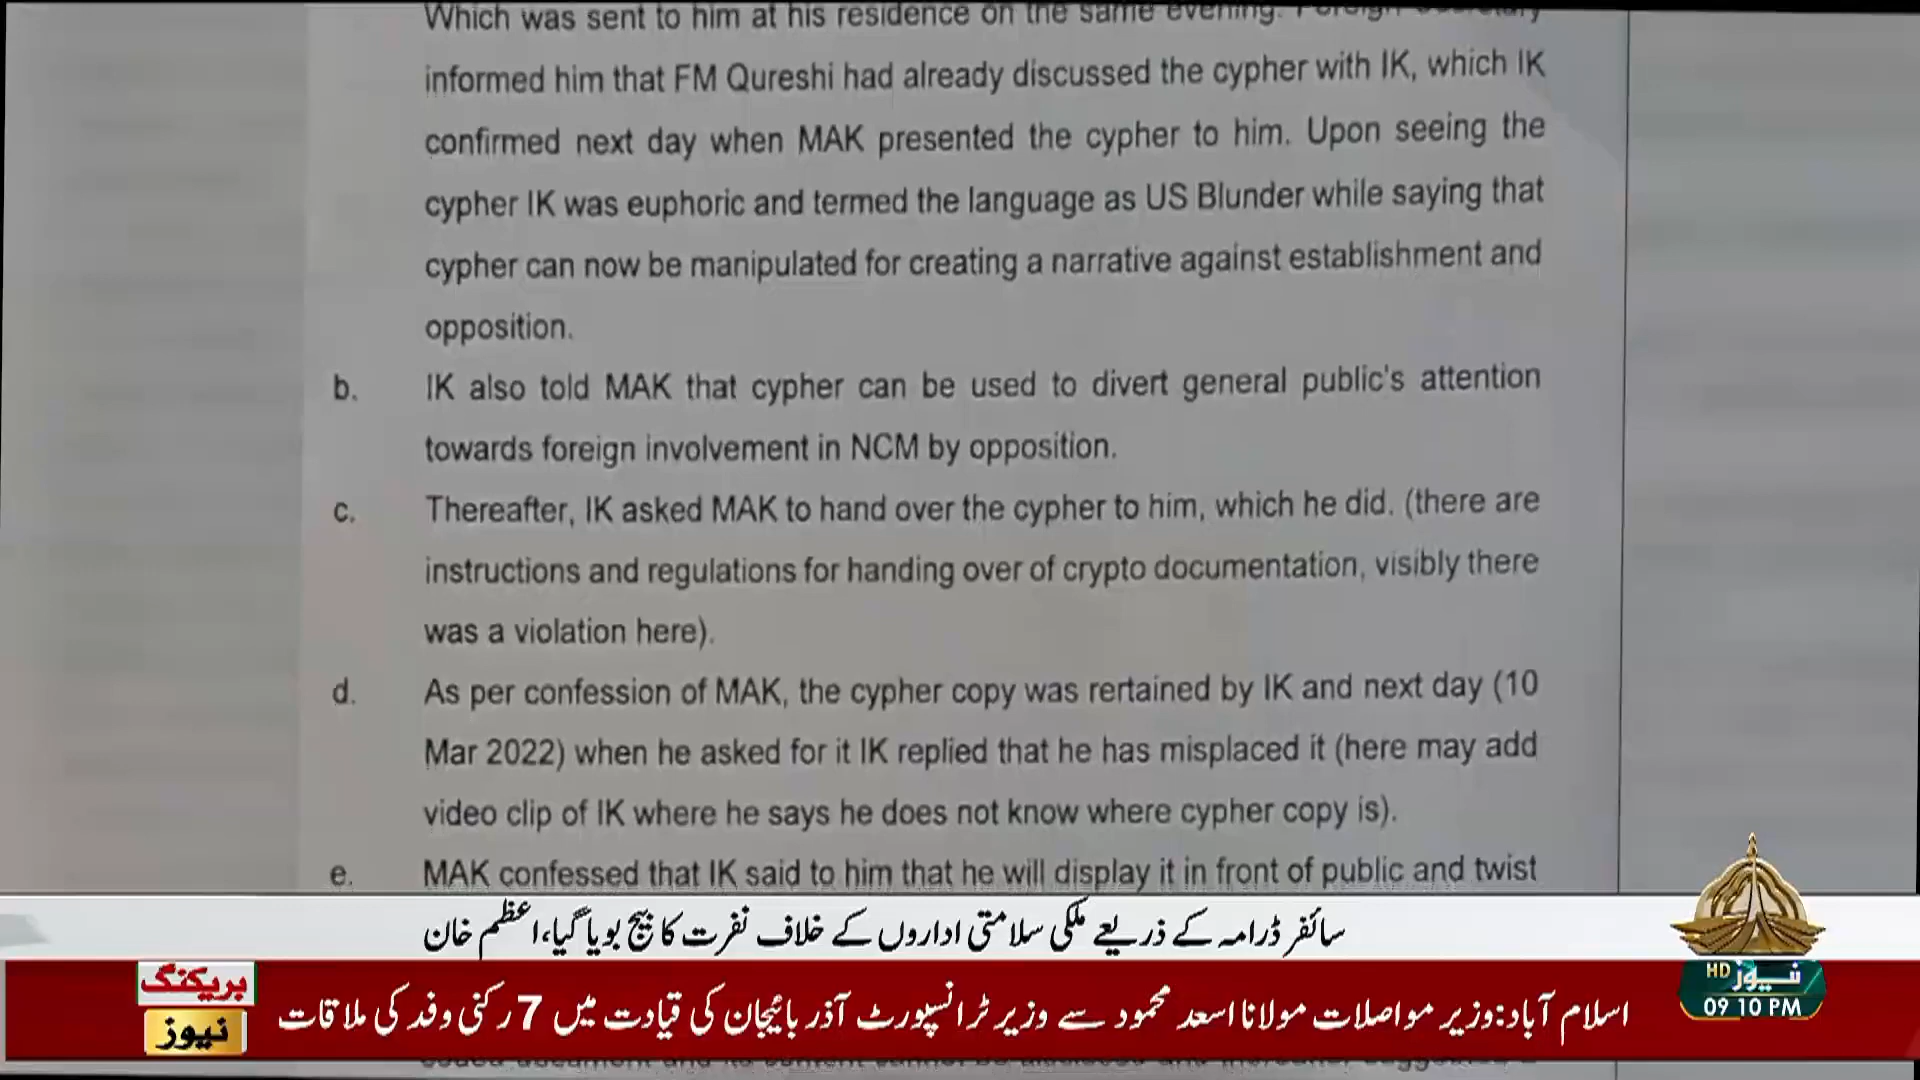 Which was sent to him at his residence on the same evening. Foreign Secretary
informed him that FM Qureshi had already discussed the cypher with IK, which IK
confirmed next day when MAK presented the cypher to him. Upon seeing the
cypher IK was euphoric and termed the language as US Blunder while saying that
cypher can now be manipulated for creating a narrative against establishment and
opposition.
b. IK also told MAK that cypher can be used to divert general public's attention
towards foreign involvement in NCM by opposition.
c. Thereafter, IK asked MAK to hand over the cypher to him, which he did. (there are
instructions and regulations for handing over of crypto documentation, visibly there
was a violation here).
d. As per confession of MAK, the cypher copy was rertained by IK and next day (10
Mar 2022) when he asked for it IK replied that he has misplaced it (here may add
video clip of IK where he says he does not know where cypher copy is).
e. MAK confessed that IK said to him that he will display it in front of public and twist
سائفر ڈرامہ کے ذریعے ملکی سلامتی اداروں کے خلاف نفرت کا بیج بویا گیا،اعظم خان
HD نیوز
09:10 PM
بریکنگ
نیوز
اسلام آباد:وزیر مواصلات مولانا اسعد محمود سے وزیر ٹرانسپورٹ آذربائیجان کی قیادت میں 7 رکنی وفد کی ملاقات